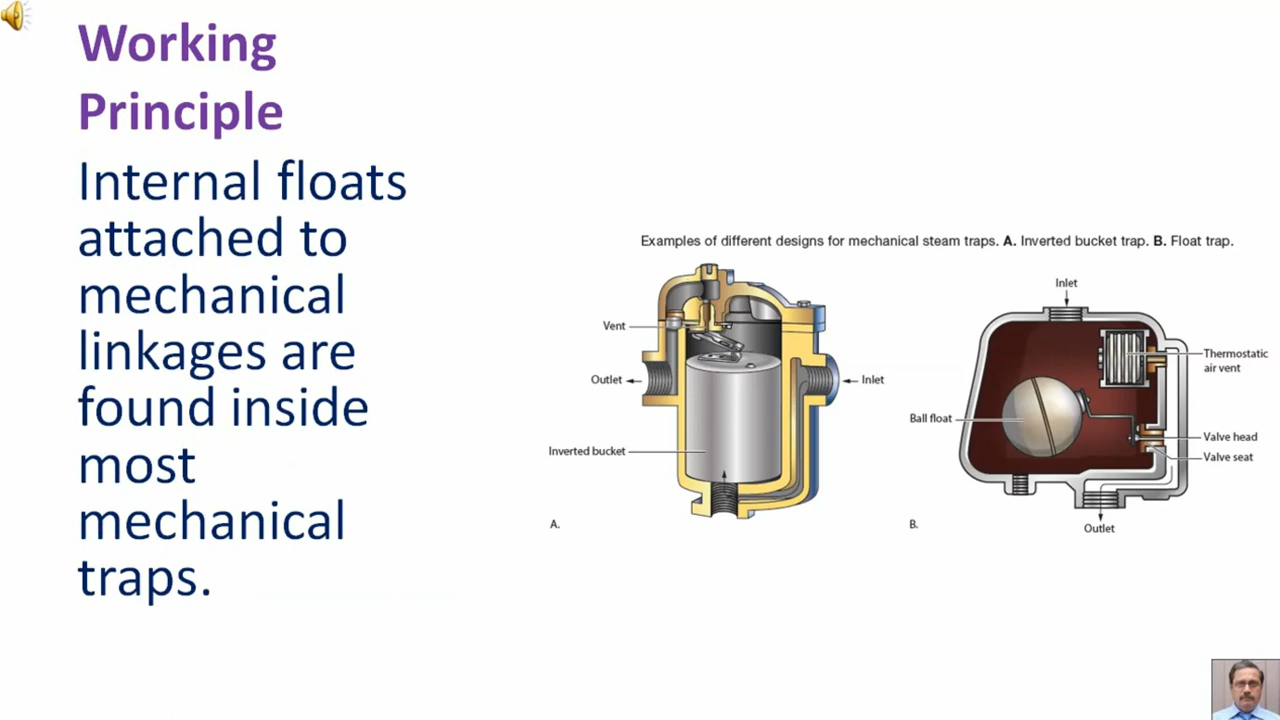 Working
Principle
Internal floats
attached to
mechanical
linkages are
found inside
most
mechanical
traps.
Examples of different designs for mechanical steam traps. A. Inverted bucket trap. B. Float trap.
Vent
Outlet
Inlet
Inverted bucket
A.
Inlet
Thermostatic
air vent
Ball float
Valve head
Valve seat
B.
Outlet